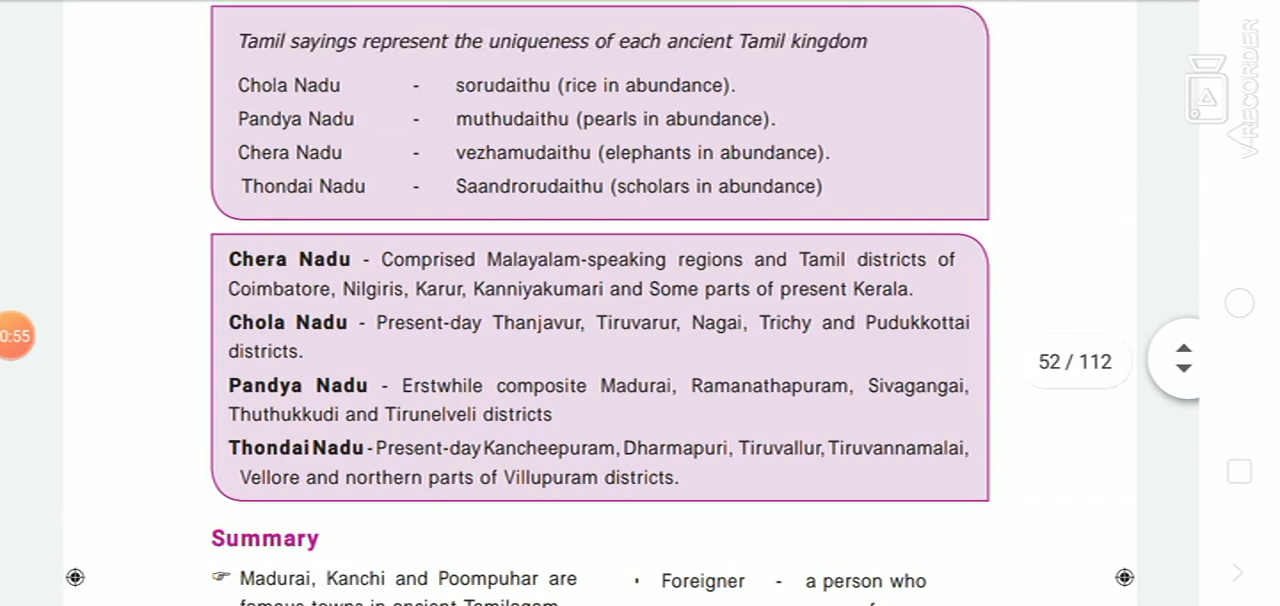 Tamil sayings represent the uniqueness of each ancient Tamil kingdom
Chola Nadu - sorudaithu (rice in abundance).
Pandya Nadu - muthudaithu (pearls in abundance).
Chera Nadu - vezhamudaithu (elephants in abundance).
Thondai Nadu - Saandrorudaithu (scholars in abundance)
Chera Nadu - Comprised Malayalam-speaking regions and Tamil districts of
Coimbatore, Nilgiris, Karur, Kanniyakumari and Some parts of present Kerala.
Chola Nadu - Present-day Thanjavur, Tiruvarur, Nagai, Trichy and Pudukkottai
districts.
Pandya Nadu - Erstwhile composite Madurai, Ramanathapuram, Sivagangai,
Thuthukkudi and Tirunelveli districts
Thondai Nadu - Present-day Kancheepuram, Dharmapuri, Tiruvallur, Tiruvannamalai,
Vellore and northern parts of Villupuram districts.
Summary
☞ Madurai, Kanchi and Poompuhar are
famous towns in ancient Tamilagam
• Foreigner - a person who
0:55
52 / 112
V-RECORDER